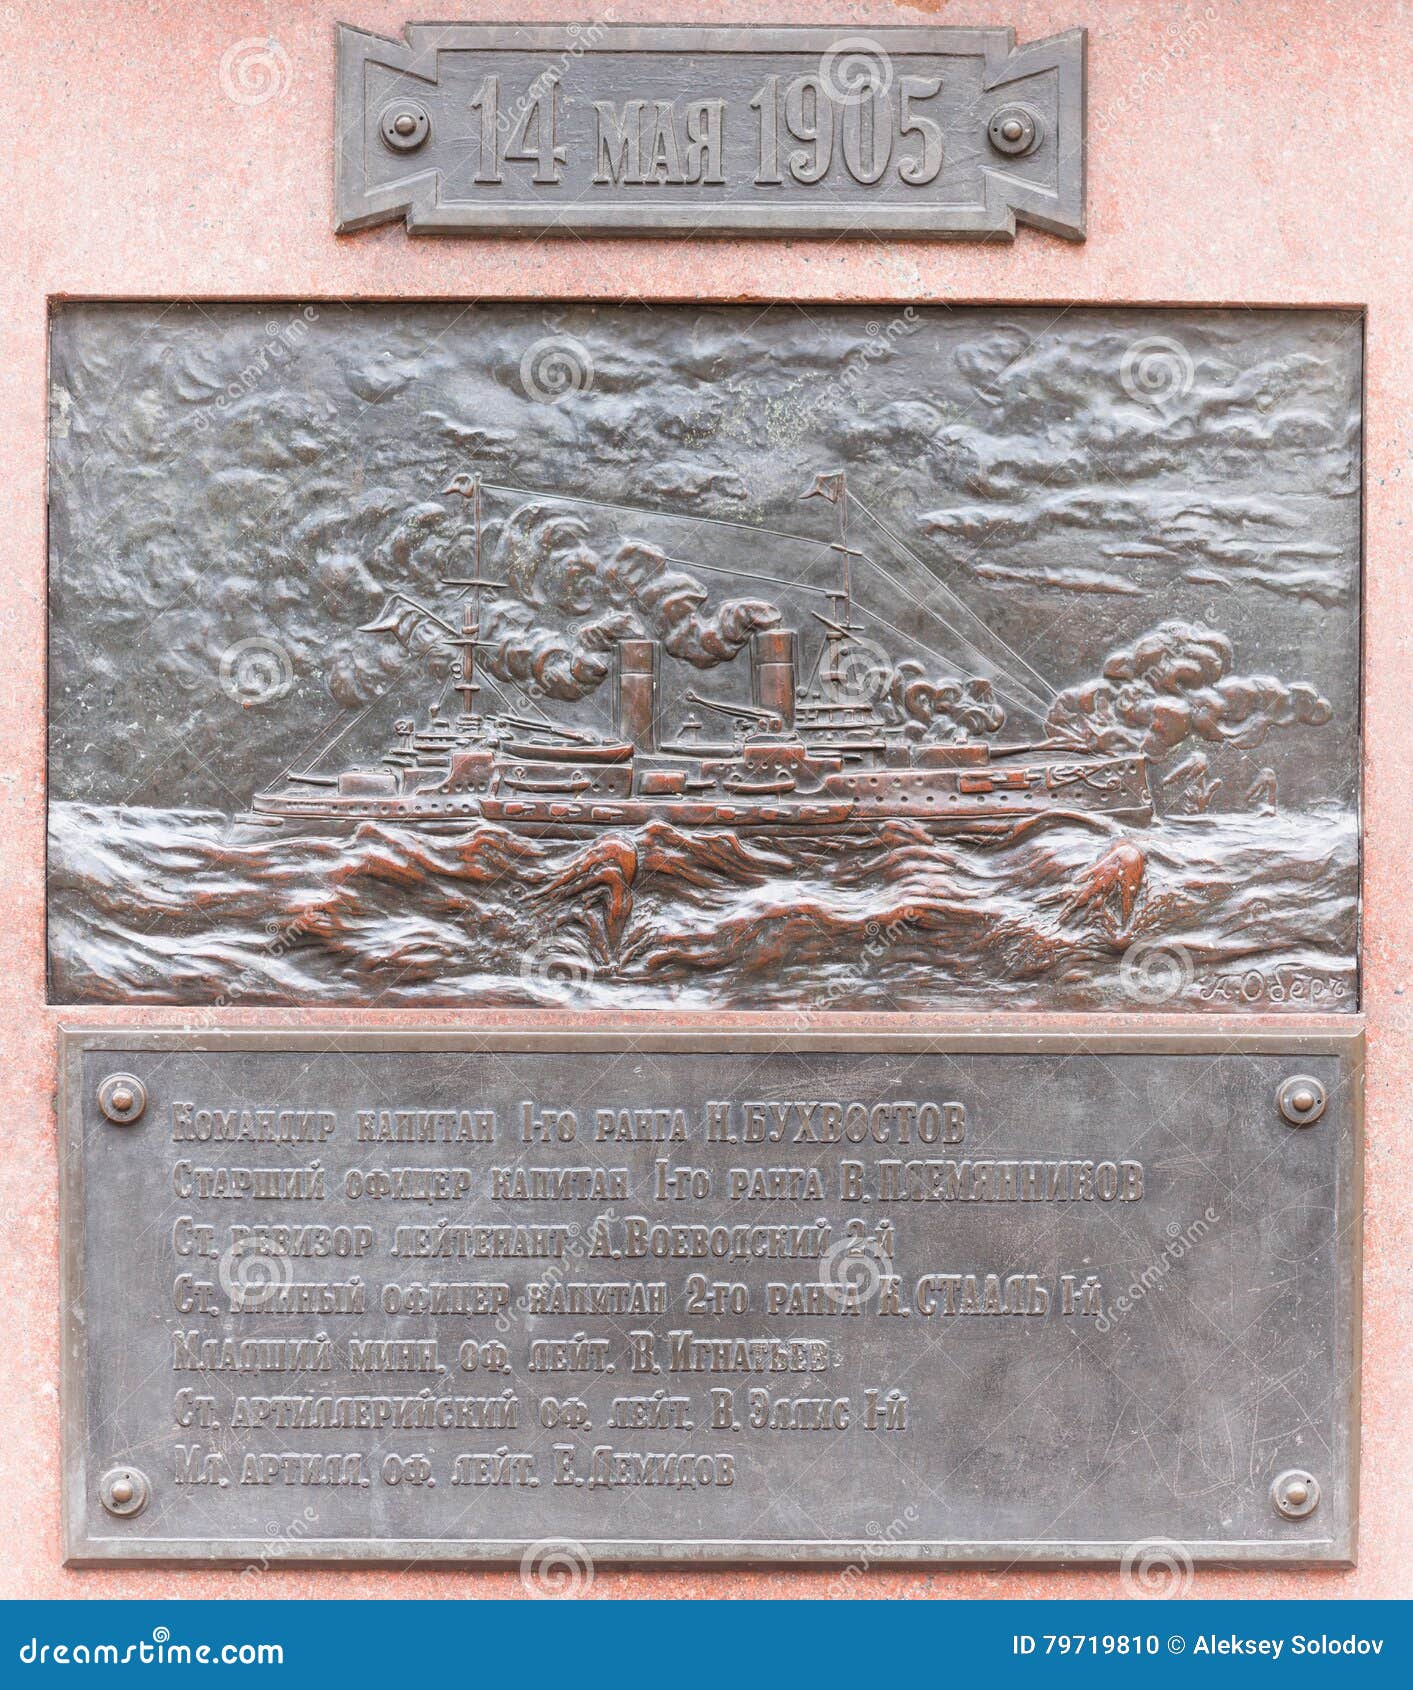 14 МАЯ 1905
А. Оберъ
Командир капитан 1-го ранга Н. БУХВОСТОВ
Старший офицер капитан 1-го ранга В. ПЛЕМЯННИКОВ
Ст. ревизор лейтенант А. Воеводский 2-й
Ст. минный офицер капитан 2-го ранга К. СТААЛЬ 1-й
Младший минн. оф. лейт. В. Игнатьев
Ст. артиллерийский оф. лейт. В. Эллис 1-й
Мл. артилл. оф. лейт. Е. Демидов
dreamstime.com
ID 79719810 © Aleksey Solodov